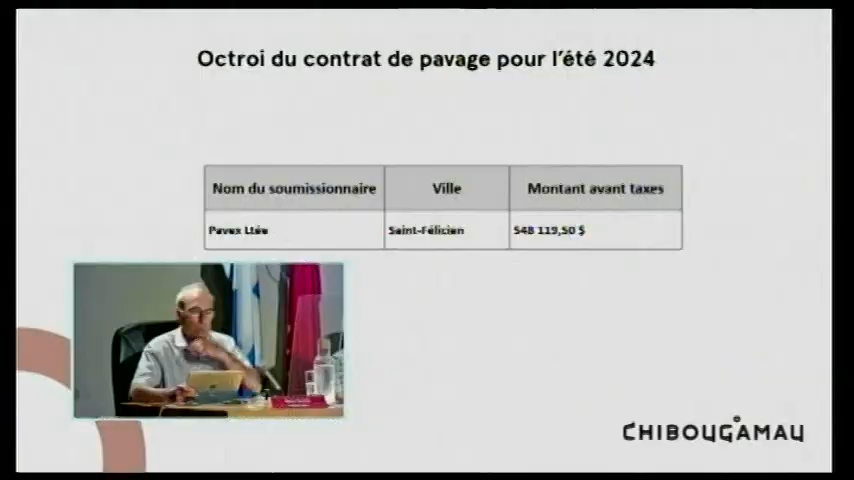 Octroi du contrat de pavage pour l'été 2024
Nom du soumissionnaire Ville Montant avant taxes
Pavex Ltée Saint-Félicien 548 119,50 $
CHIBOUGAMAU